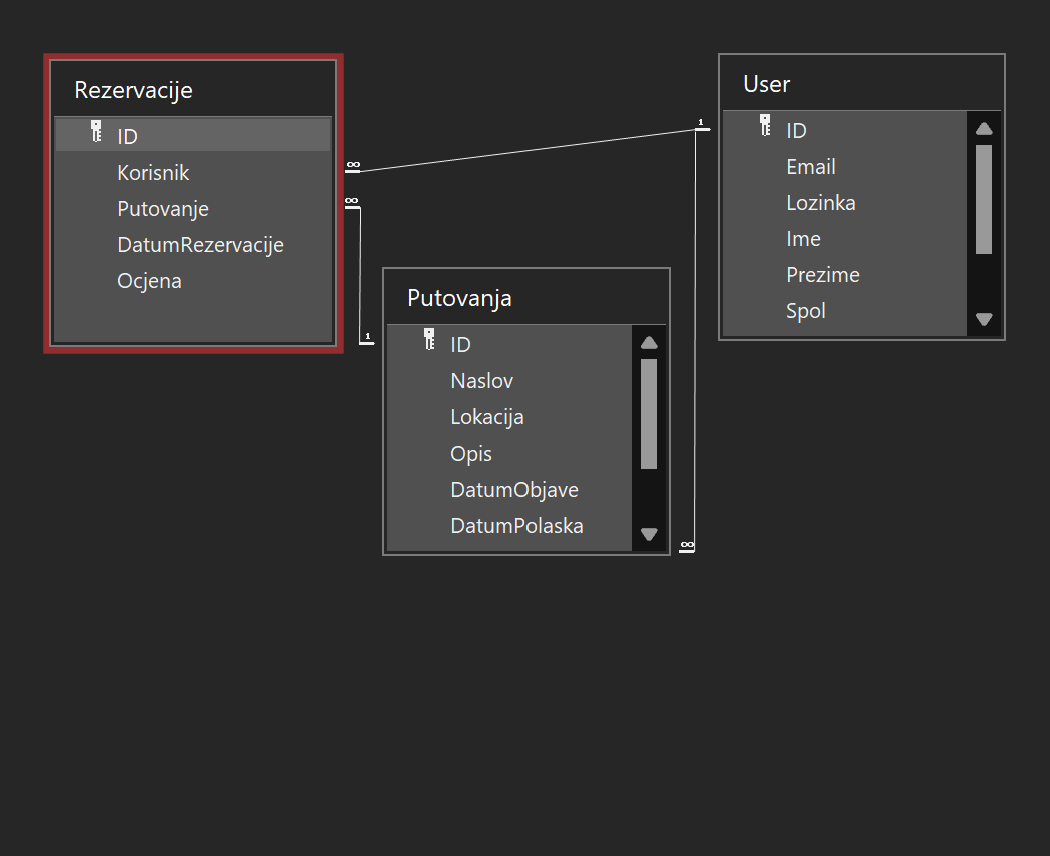 Rezervacije
ID
Korisnik
Putovanje
DatumRezervacije
Ocjena
∞
∞
1
Putovanja
ID
Naslov
Lokacija
Opis
DatumObjave
DatumPolaska
∞
1
User
ID
Email
Lozinka
Ime
Prezime
Spol